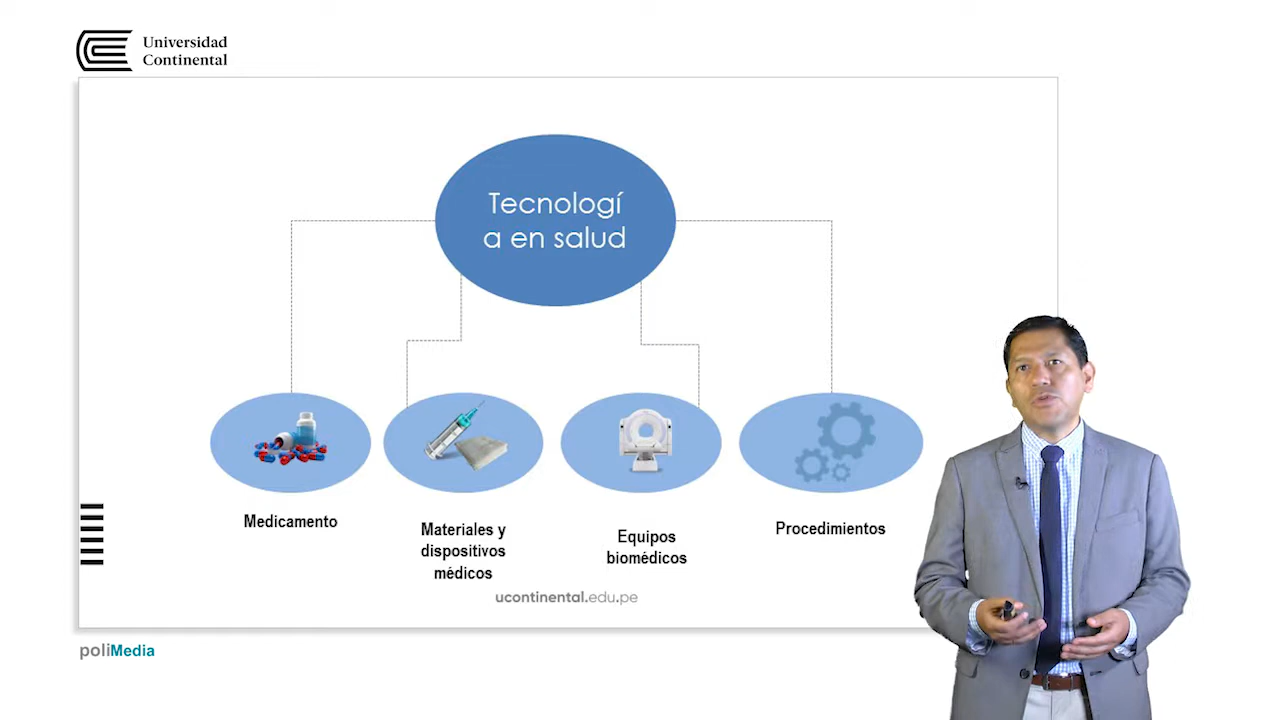 Universidad
Continental
Tecnologí
a en salud
Medicamento
Materiales y
dispositivos
médicos
Equipos
biomédicos
Procedimientos
ucontinental.edu.pe
poliMedia